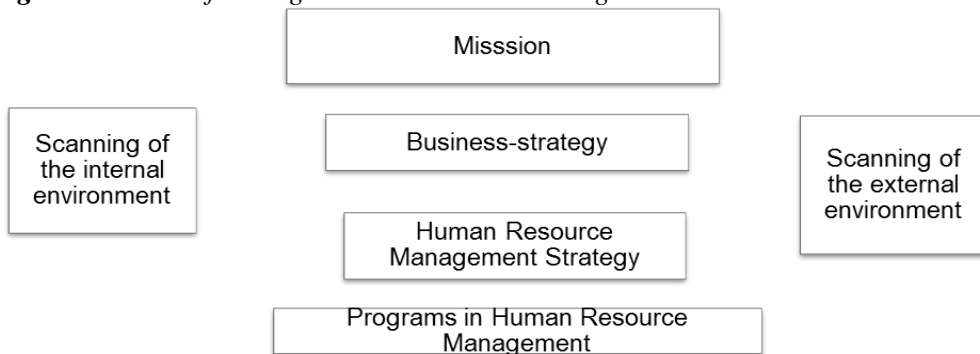 Misssion
Scanning of
the internal
environment
Business-strategy
Scanning of
the external
environment
Human Resource
Management Strategy
Programs in Human Resource
Management